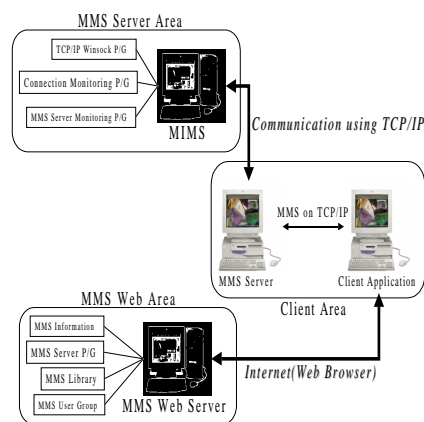 MMS Server Area
TCP/IP Winsock P/G
Connection Monitoring P/G
MMS Server Monitoring P/G
MIMS
Communication using TCP/IP
MMS on TCP/IP
MMS Server
Client Application
Client Area
MMS Web Area
MMS Information
MMS Server P/G
MMS Library
MMS User Group
MMS Web Server
Internet(Web Browser)